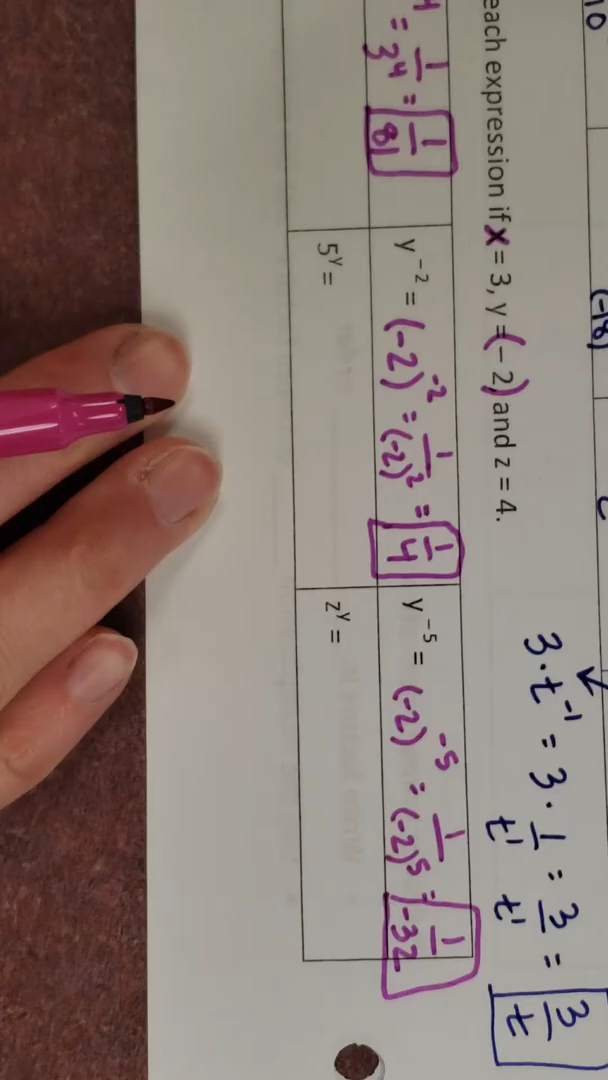 10
(-18)
3·t⁻¹ = 3 · 1/t¹ = 3/t¹ = 3/t
each expression if x = 3, y = (– 2) and z = 4.
= 1/3⁴ = 1/81
y⁻² = (-2)⁻² = 1/(-2)² = 1/4
y⁻⁵ = (-2)⁻⁵ = 1/(-2)⁵ = 1/-32
5ʸ =
zʸ =